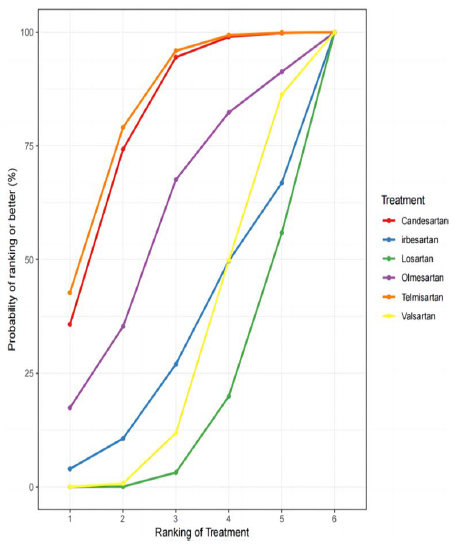 100
75
50
25
0
Probability of ranking or better (%)
1 2 3 4 5 6
Ranking of Treatment
Treatment
Candesartan
irbesartan
Losartan
Olmesartan
Telmisartan
Valsartan